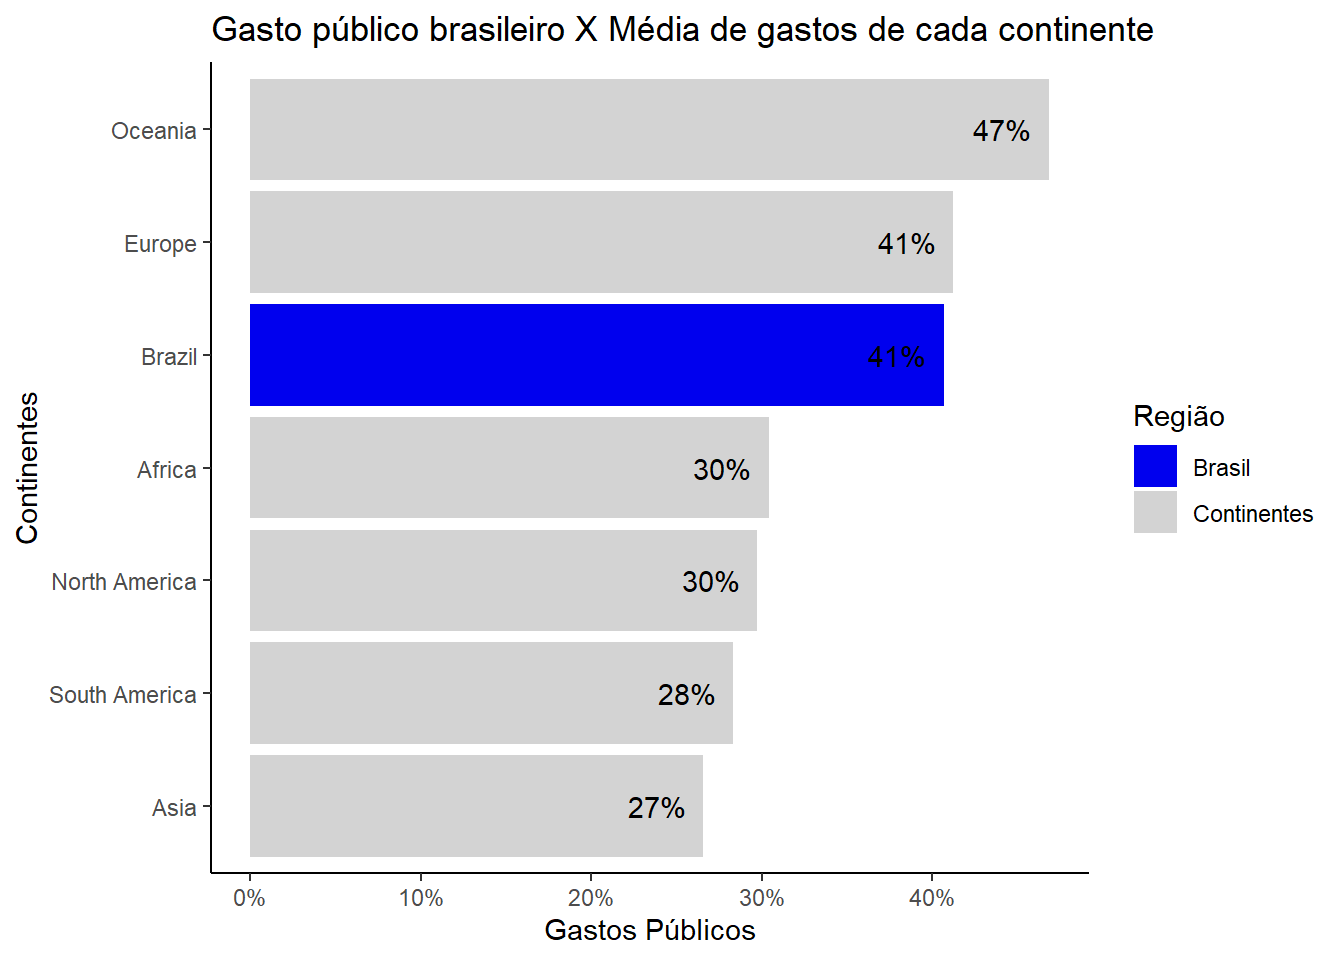 Gasto público brasileiro X Média de gastos de cada continente
Oceania
47%
Europe
41%
Brazil
41%
Africa
30%
North America
30%
South America
28%
Asia
27%
0%
10%
20%
30%
40%
Gastos Públicos
Continentes
Região
Brasil
Continentes